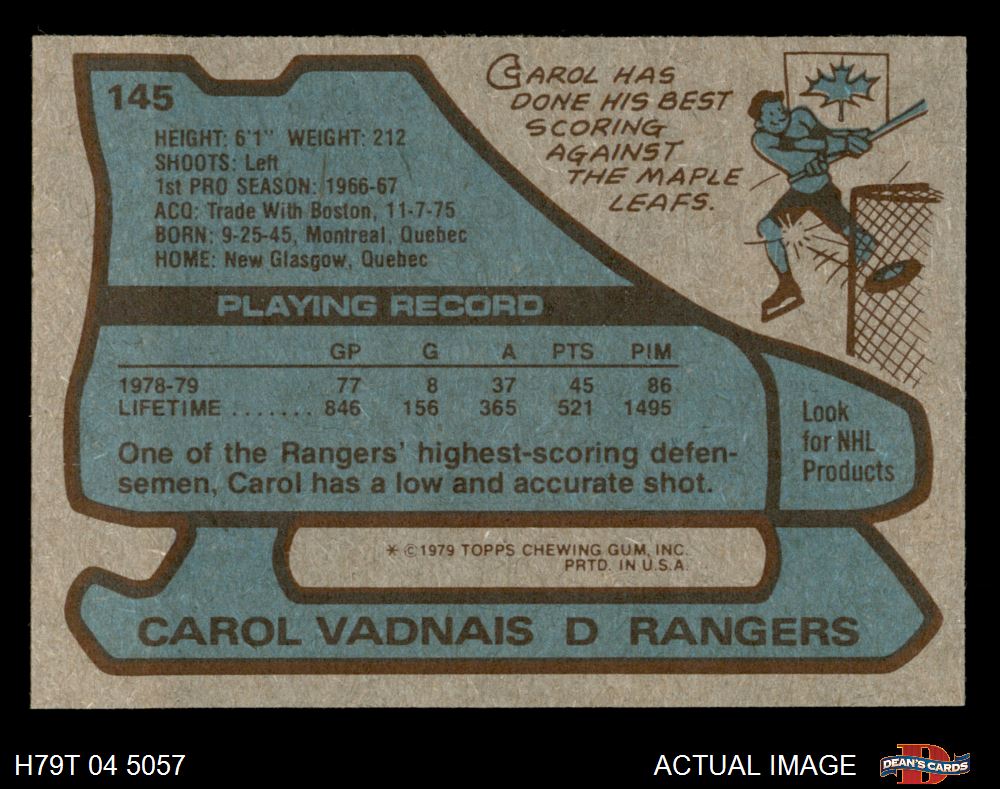 145
HEIGHT: 6'1" WEIGHT: 212
SHOOTS: Left
1st PRO SEASON: 1966-67
ACQ: Trade With Boston, 11-7-75
BORN: 9-25-45, Montreal, Quebec
HOME: New Glasgow, Quebec
CAROL HAS
DONE HIS BEST
SCORING
AGAINST
THE MAPLE
LEAFS.
PLAYING RECORD
GP G A PTS PIM
1978-79 77 8 37 45 86
LIFETIME ....... 846 156 365 521 1495
One of the Rangers' highest-scoring defen-
semen, Carol has a low and accurate shot.
Look
for NHL
Products
* ©1979 TOPPS CHEWING GUM, INC.
PRTD. IN U.S.A.
CAROL VADNAIS D RANGERS
H79T 04 5057
ACTUAL IMAGE
D
DEAN'S CARDS